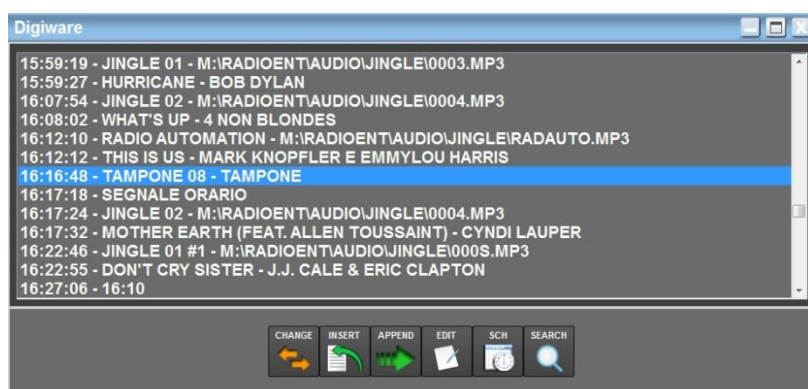 Digiware
15:59:19 - JINGLE 01 - M:\RADIOENT\AUDIO\JINGLE\0003.MP3
15:59:27 - HURRICANE - BOB DYLAN
16:07:54 - JINGLE 02 - M:\RADIOENT\AUDIO\JINGLE\0004.MP3
16:08:02 - WHAT'S UP - 4 NON BLONDES
16:12:10 - RADIO AUTOMATION - M:\RADIOENT\AUDIO\JINGLE\RADAUTO.MP3
16:12:12 - THIS IS US - MARK KNOPFLER E EMMYLOU HARRIS
16:16:48 - TAMPONE 08 - TAMPONE
16:17:18 - SEGNALE ORARIO
16:17:24 - JINGLE 02 - M:\RADIOENT\AUDIO\JINGLE\0004.MP3
16:17:32 - MOTHER EARTH (FEAT. ALLEN TOUSSAINT) - CYNDI LAUPER
16:22:46 - JINGLE 01 #1 - M:\RADIOENT\AUDIO\JINGLE\000S.MP3
16:22:55 - DON'T CRY SISTER - J.J. CALE & ERIC CLAPTON
16:27:06 - 16:10
CHANGE INSERT APPEND EDIT SCH SEARCH